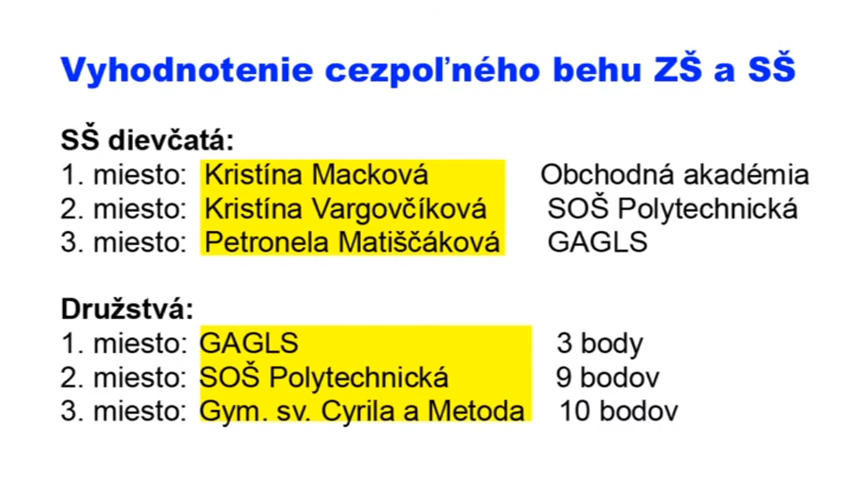 Vyhodnotenie cezpoľného behu ZŠ a SŠ
SŠ dievčatá:
1. miesto: Kristína Macková Obchodná akadémia
2. miesto: Kristína Vargovčíková SOŠ Polytechnická
3. miesto: Petronela Matiščáková GAGLS
Družstvá:
1. miesto: GAGLS 3 body
2. miesto: SOŠ Polytechnická 9 bodov
3. miesto: Gym. sv. Cyrila a Metoda 10 bodov